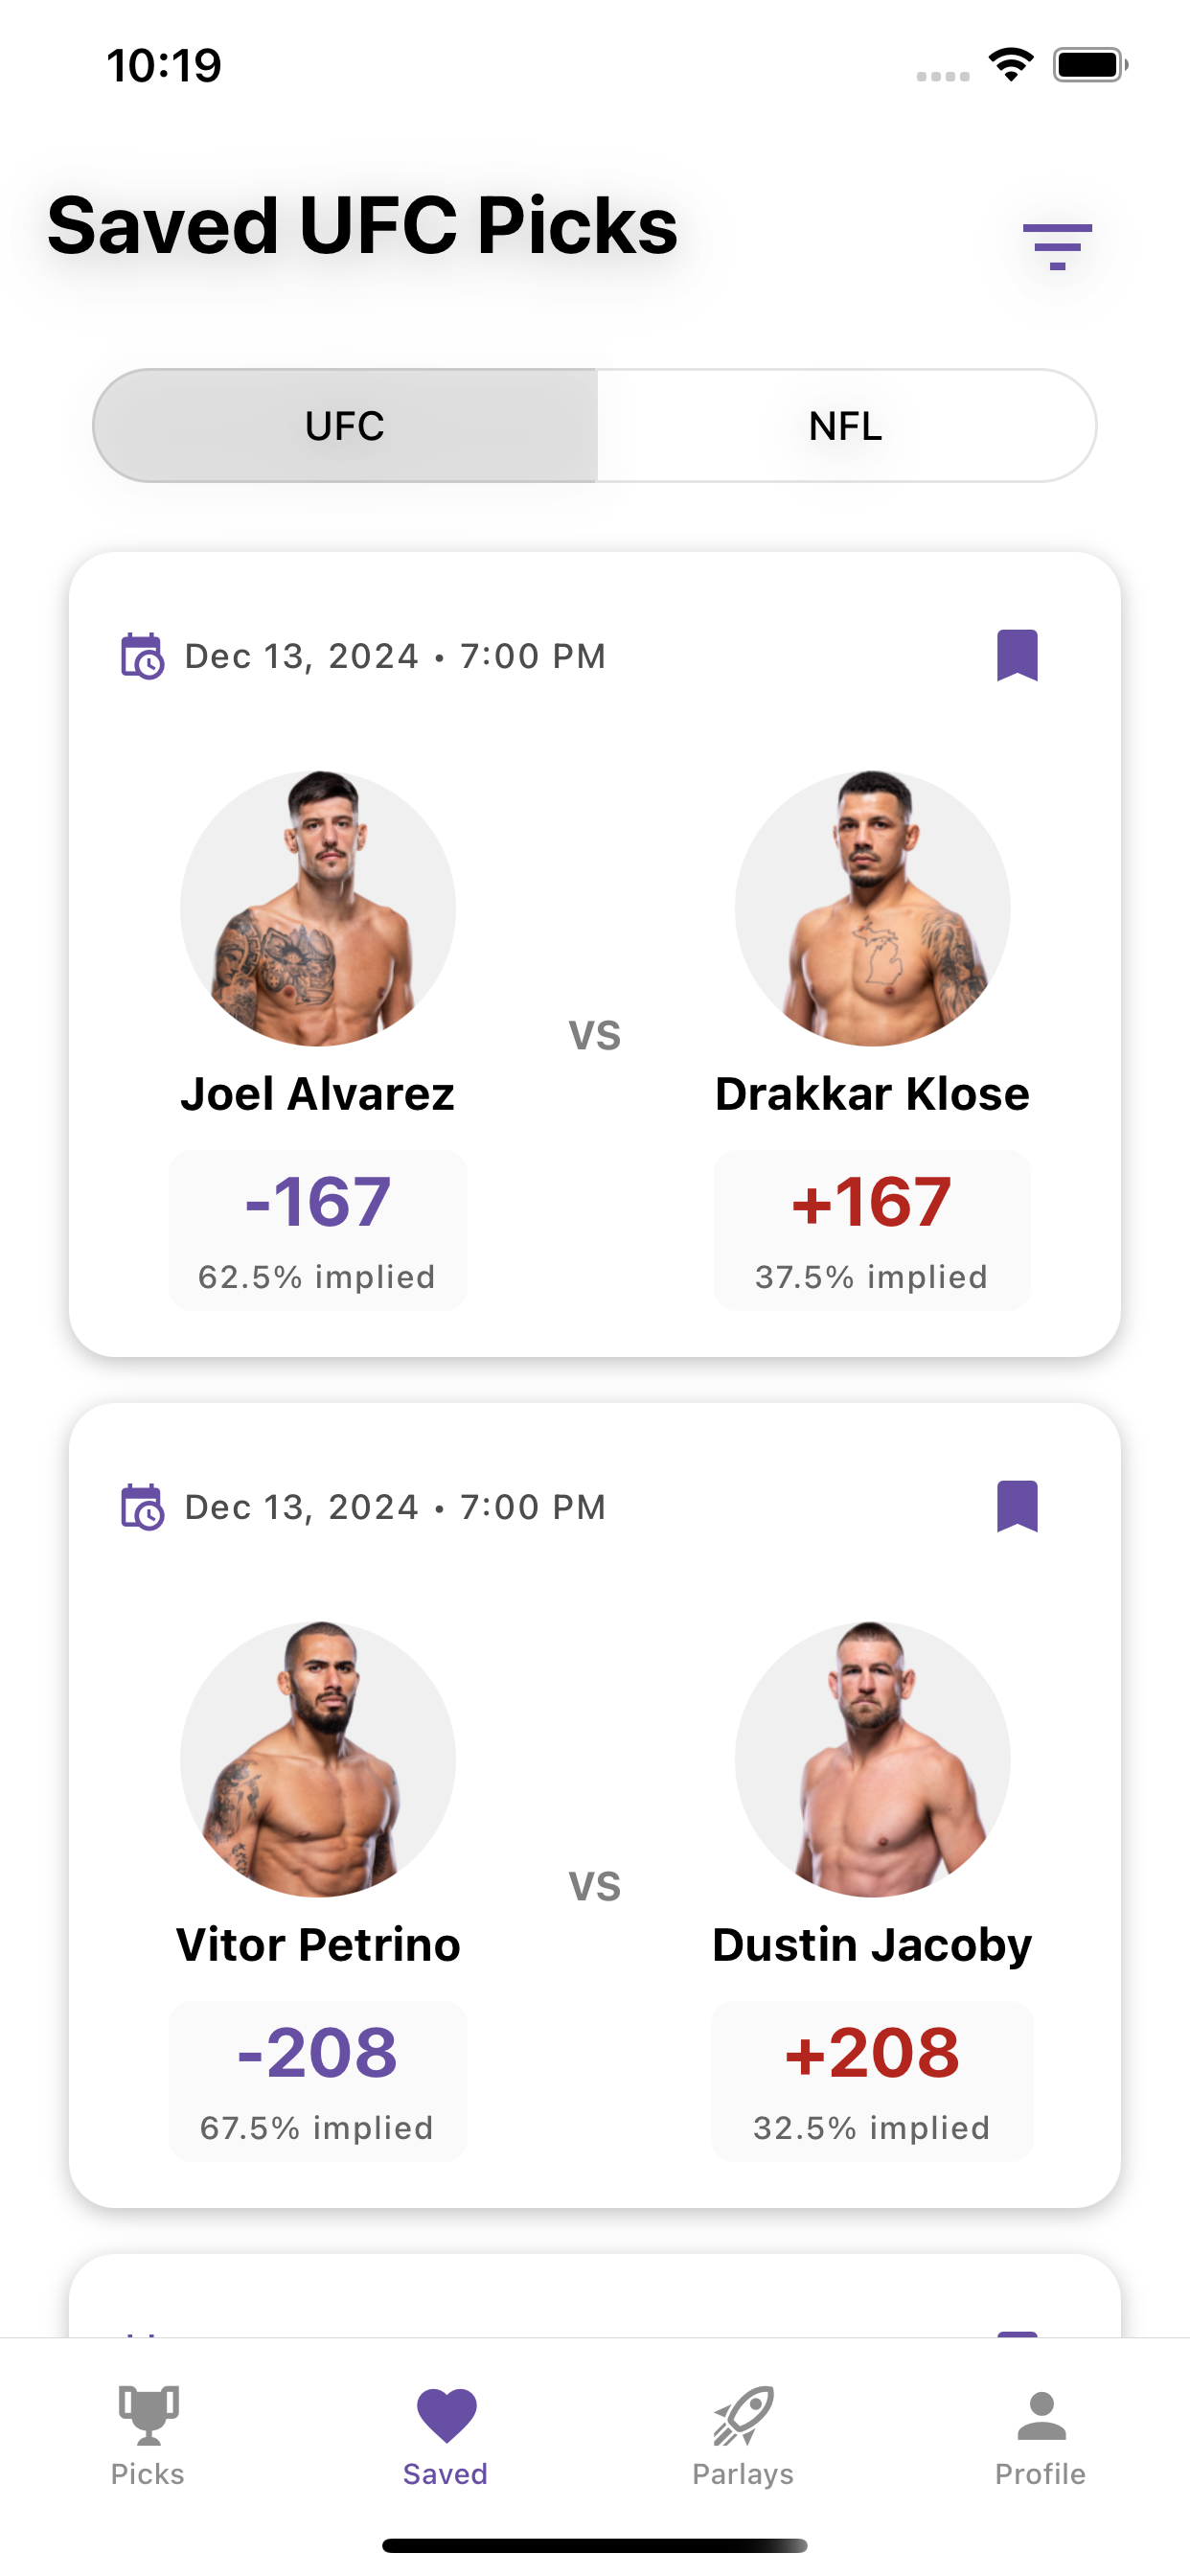 10:19
Saved UFC Picks
UFC NFL
Dec 13, 2024 • 7:00 PM
VS
Joel Alvarez Drakkar Klose
-167 +167
62.5% implied 37.5% implied
Dec 13, 2024 • 7:00 PM
VS
Vitor Petrino Dustin Jacoby
-208 +208
67.5% implied 32.5% implied
Picks Saved Parlays Profile